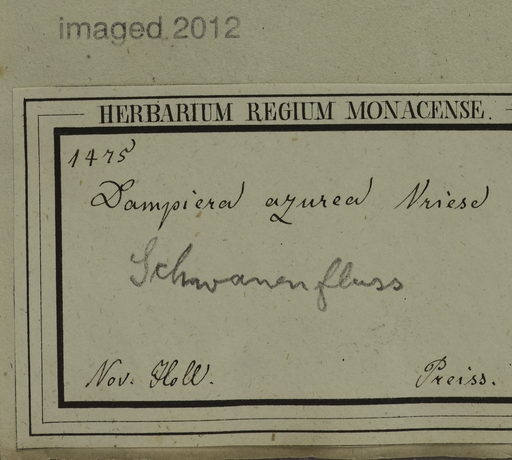 imaged 2012
HERBARIUM REGIUM MONACENSE.
1475
Dampiera azurea Vriese
Schwanenfluss
Nov. Holl. Preiss.